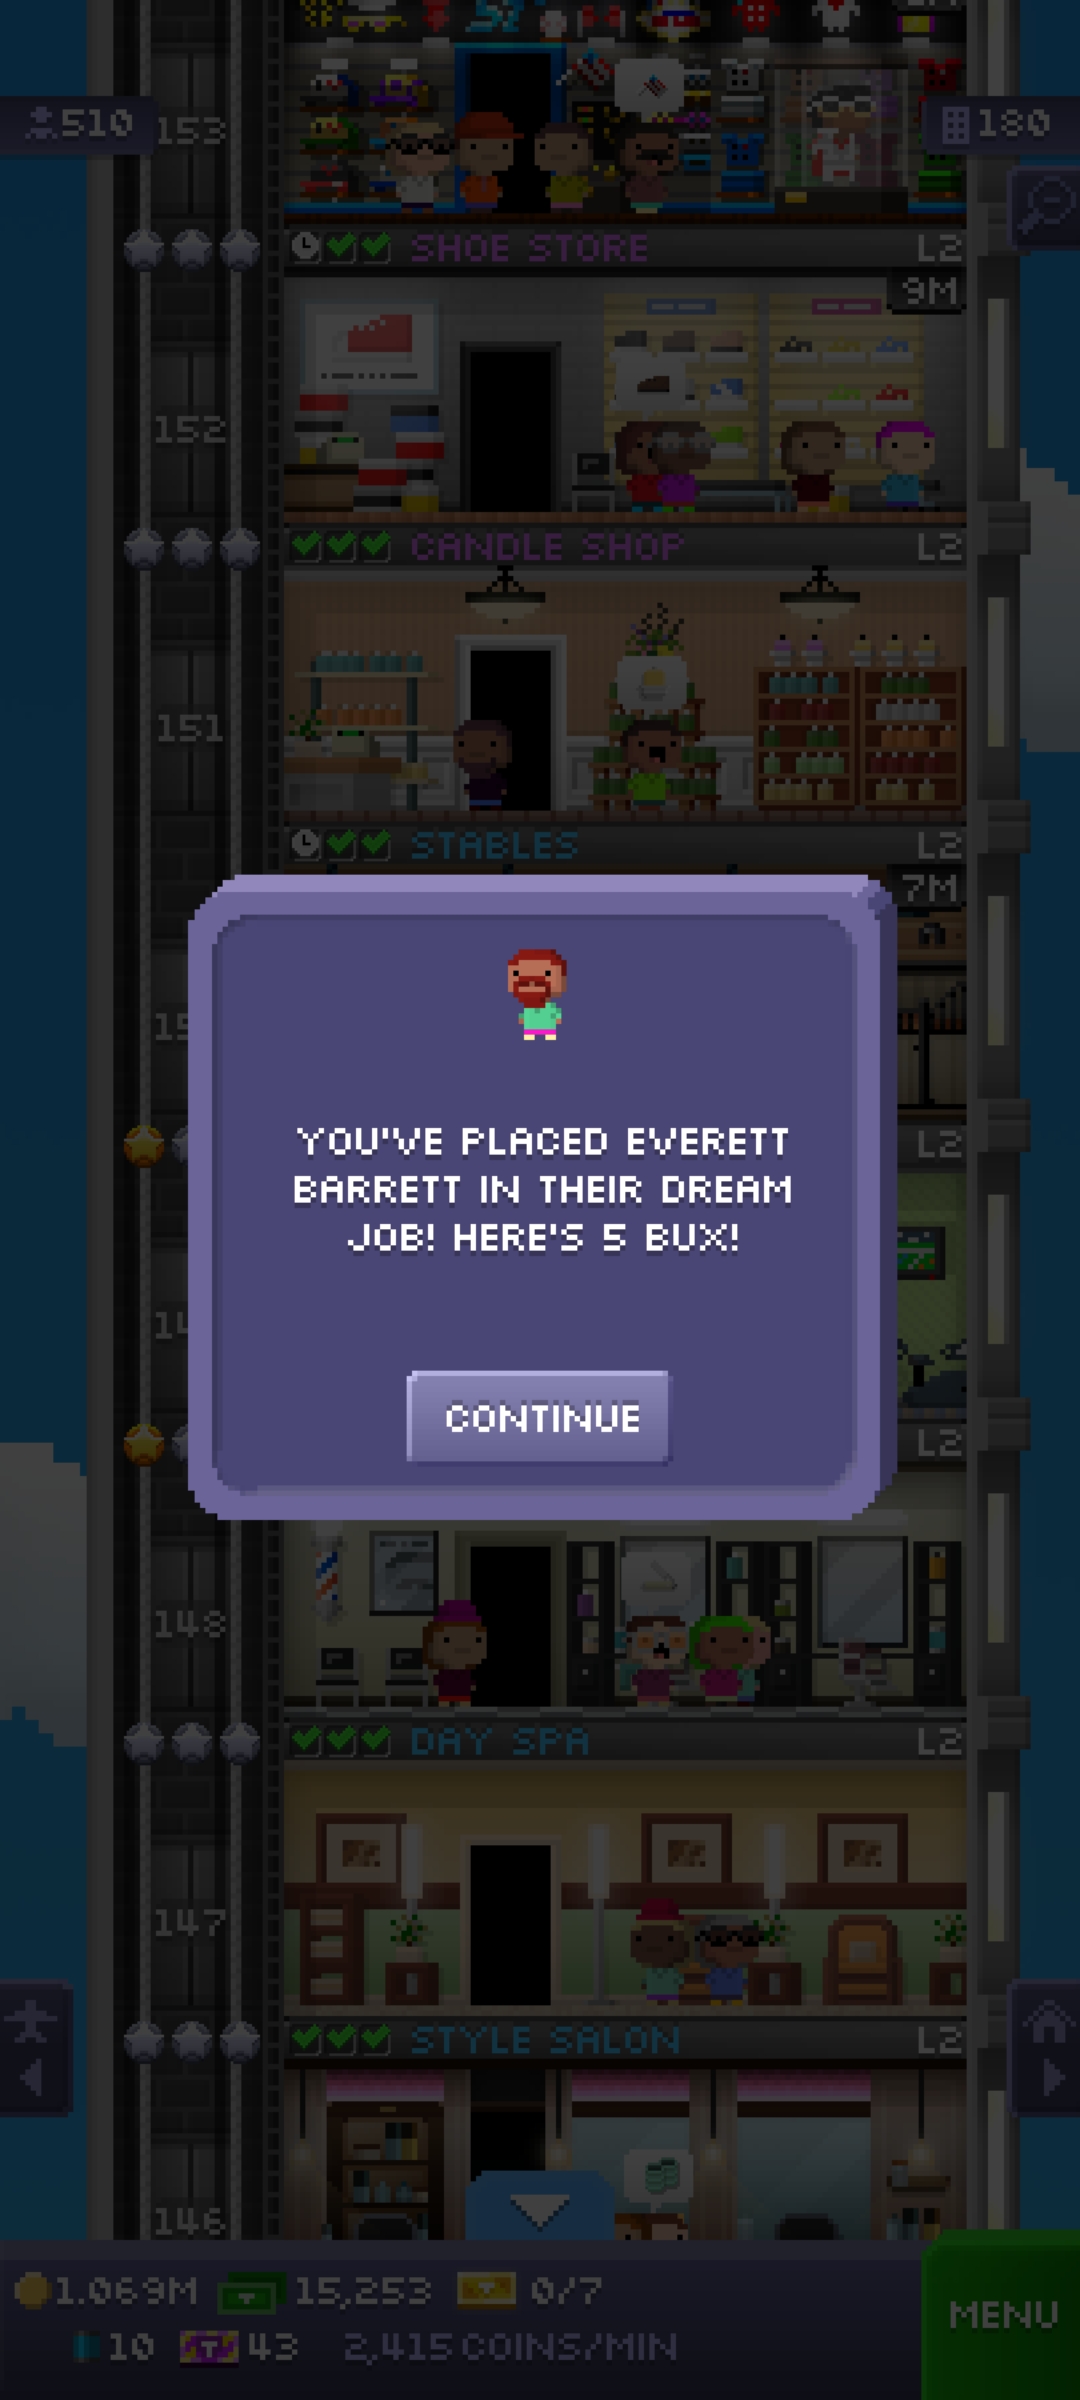 510
153
180
SHOE STORE
L2
9M
152
CANDLE SHOP
L2
151
STABLES
L2
7M
L2
YOU'VE PLACED EVERETT
BARRETT IN THEIR DREAM
JOB! HERE'S 5 BUX!
CONTINUE
L2
148
DAY SPA
L2
147
STYLE SALON
L2
146
1.069M
15,253
0/7
MENU
10
T
43
2,415 COINS/MIN